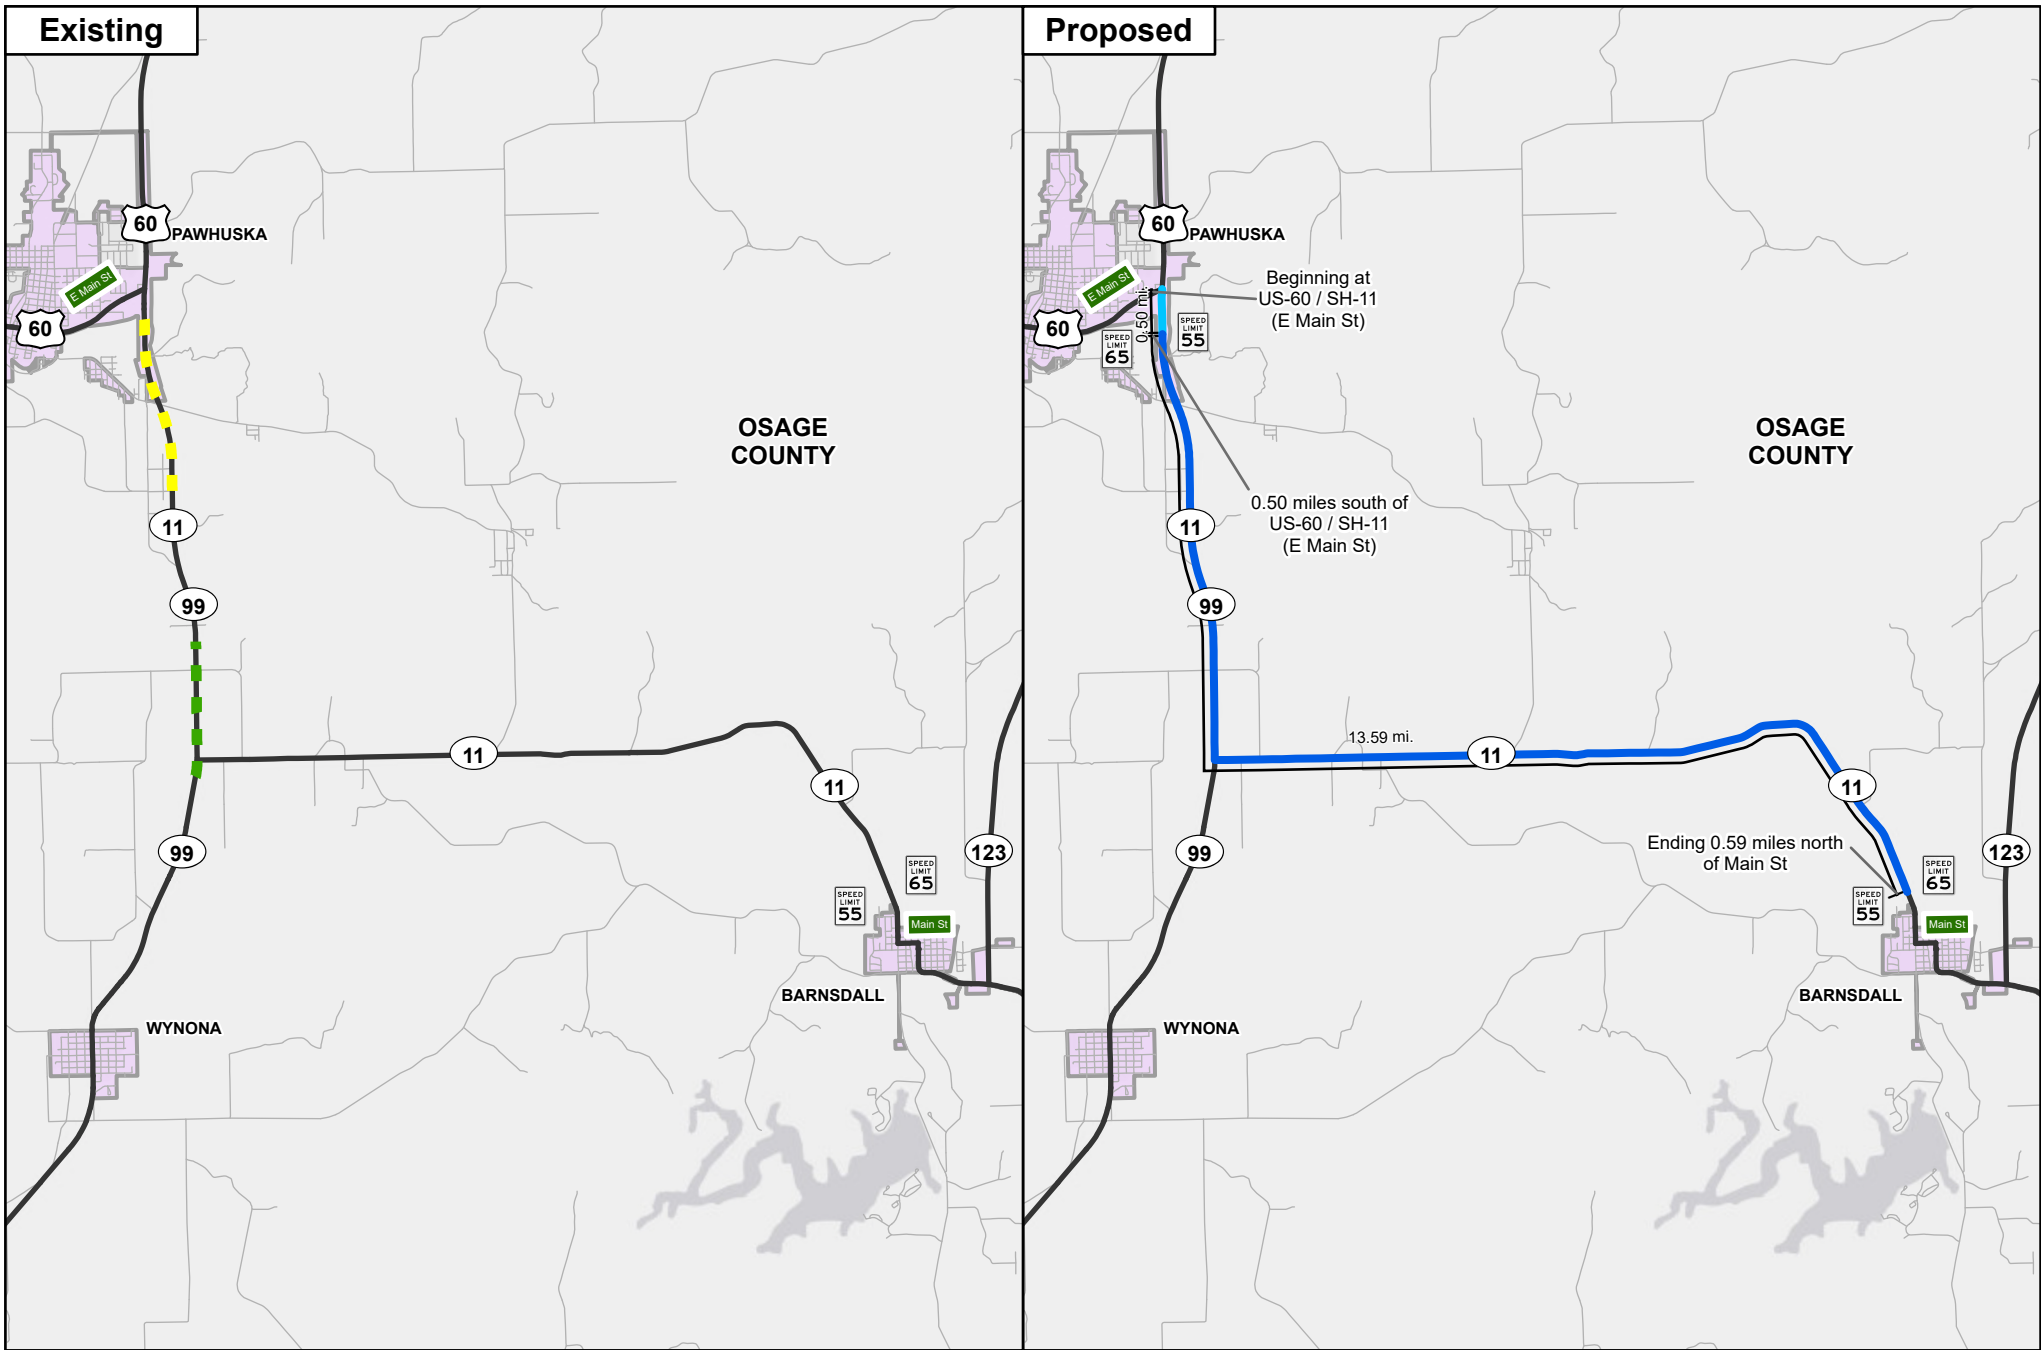 Existing
60
PAWHUSKA
E Main St
60
OSAGE
COUNTY
11
99
11
11
99
123
SPEED
LIMIT
65
SPEED
LIMIT
55
Main St
BARNSDALL
WYNONA
Proposed
60
PAWHUSKA
E Main St
Beginning at
US-60 / SH-11
(E Main St)
0.50 mi.
60
SPEED
LIMIT
55
SPEED
LIMIT
65
OSAGE
COUNTY
0.50 miles south of
US-60 / SH-11
(E Main St)
11
99
13.59 mi.
11
11
99
Ending 0.59 miles north
of Main St
123
SPEED
LIMIT
65
SPEED
LIMIT
55
Main St
BARNSDALL
WYNONA